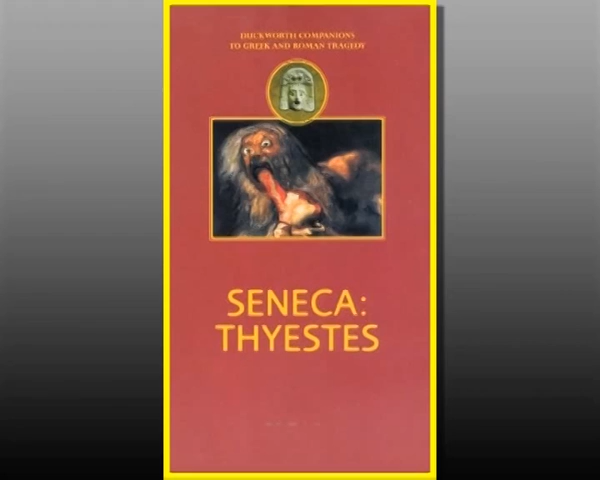 DUCKWORTH COMPANIONS
TO GREEK AND ROMAN TRAGEDY
SENECA:
THYESTES